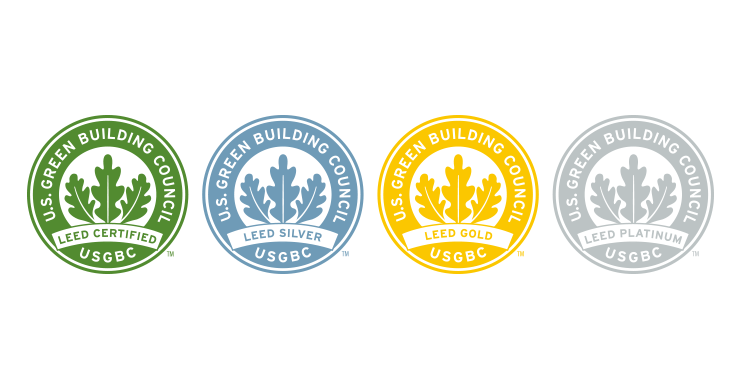 U.S. GREEN BUILDING COUNCIL
LEED CERTIFIED
USGBC
TM
U.S. GREEN BUILDING COUNCIL
LEED SILVER
USGBC
TM
U.S. GREEN BUILDING COUNCIL
LEED GOLD
USGBC
TM
U.S. GREEN BUILDING COUNCIL
LEED PLATINUM
USGBC
TM